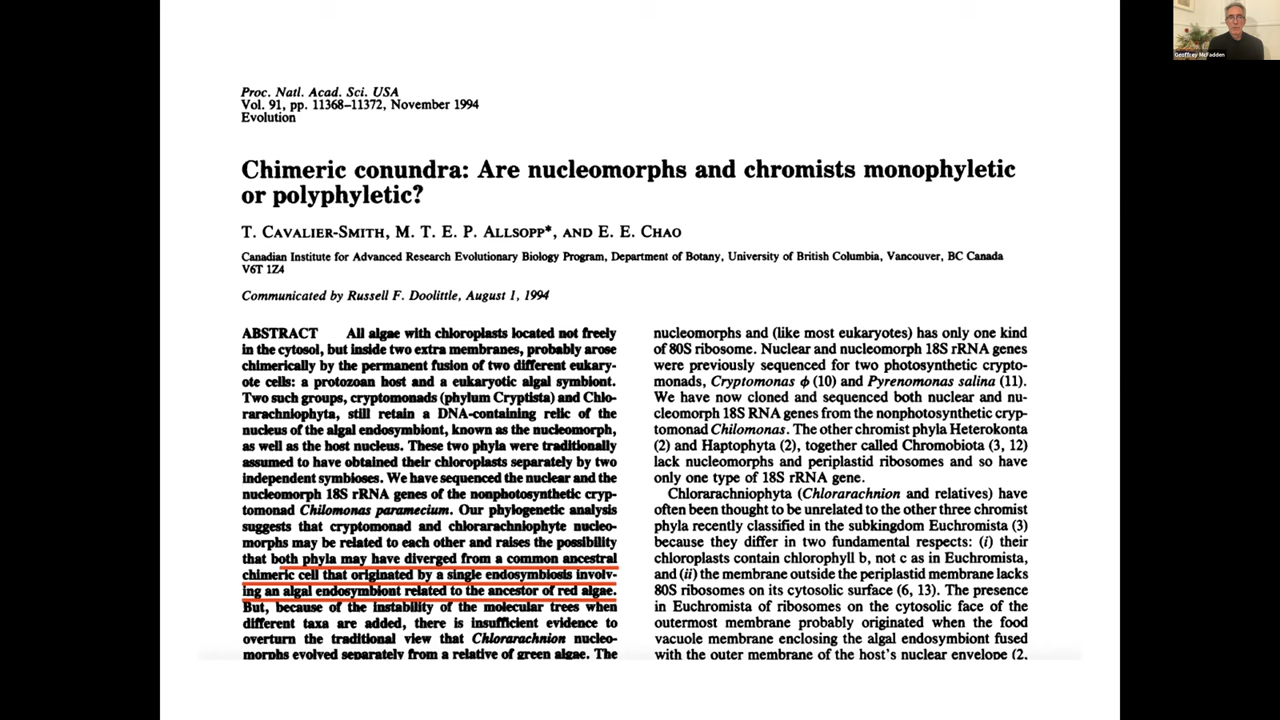 Proc. Natl. Acad. Sci. USA
Vol. 91, pp. 11368–11372, November 1994
Evolution
Chimeric conundra: Are nucleomorphs and chromists monophyletic
or polyphyletic?
T. CAVALIER-SMITH, M. T. E. P. ALLSOPP*, AND E. E. CHAO
Canadian Institute for Advanced Research Evolutionary Biology Program, Department of Botany, University of British Columbia, Vancouver, BC Canada
V6T 1Z4
Communicated by Russell F. Doolittle, August 1, 1994
ABSTRACT All algae with chloroplasts located not freely
in the cytosol, but inside two extra membranes, probably arose
chimerically by the permanent fusion of two different eukary-
ote cells: a protozoan host and a eukaryotic algal symbiont.
Two such groups, cryptomonads (phylum Cryptista) and Chlo-
rarachniophyta, still retain a DNA-containing relic of the
nucleus of the algal endosymbiont, known as the nucleomorph,
as well as the host nucleus. These two phyla were traditionally
assumed to have obtained their chloroplasts separately by two
independent symbioses. We have sequenced the nuclear and the
nucleomorph 18S rRNA genes of the nonphotosynthetic cryp-
tomonad Chilomonas paramecium. Our phylogenetic analysis
suggests that cryptomonad and chlorarachniophyte nucleo-
morphs may be related to each other and raises the possibility
that both phyla may have diverged from a common ancestral
chimeric cell that originated by a single endosymbiosis involv-
ing an algal endosymbiont related to the ancestor of red algae.
But, because of the instability of the molecular trees when
different taxa are added, there is insufficient evidence to
overturn the traditional view that Chlorarachnion nucleo-
morphs evolved separately from a relative of green algae. The
nucleomorphs and (like most eukaryotes) has only one kind
of 80S ribosome. Nuclear and nucleomorph 18S rRNA genes
were previously sequenced for two photosynthetic crypto-
monads, Cryptomonas ϕ (10) and Pyrenomonas salina (11).
We have now cloned and sequenced both nuclear and nu-
cleomorph 18S RNA genes from the nonphotosynthetic cryp-
tomonad Chilomonas. The other chromist phyla Heterokonta
(2) and Haptophyta (2), together called Chromobiota (3, 12)
lack nucleomorphs and periplastid ribosomes and so have
only one type of 18S rRNA gene.
Chlorarachniophyta (Chlorarachnion and relatives) have
often been thought to be unrelated to the other three chromist
phyla recently classified in the subkingdom Euchromista (3)
because they differ in two fundamental respects: (i) their
chloroplasts contain chlorophyll b, not c as in Euchromista,
and (ii) the membrane outside the periplastid membrane lacks
80S ribosomes on its cytosolic surface (6, 13). The presence
in Euchromista of ribosomes on the cytosolic face of the
outermost membrane probably originated when the food
vacuole membrane enclosing the algal endosymbiont fused
with the outer membrane of the host's nuclear envelope (2,
Geoffrey McFadden